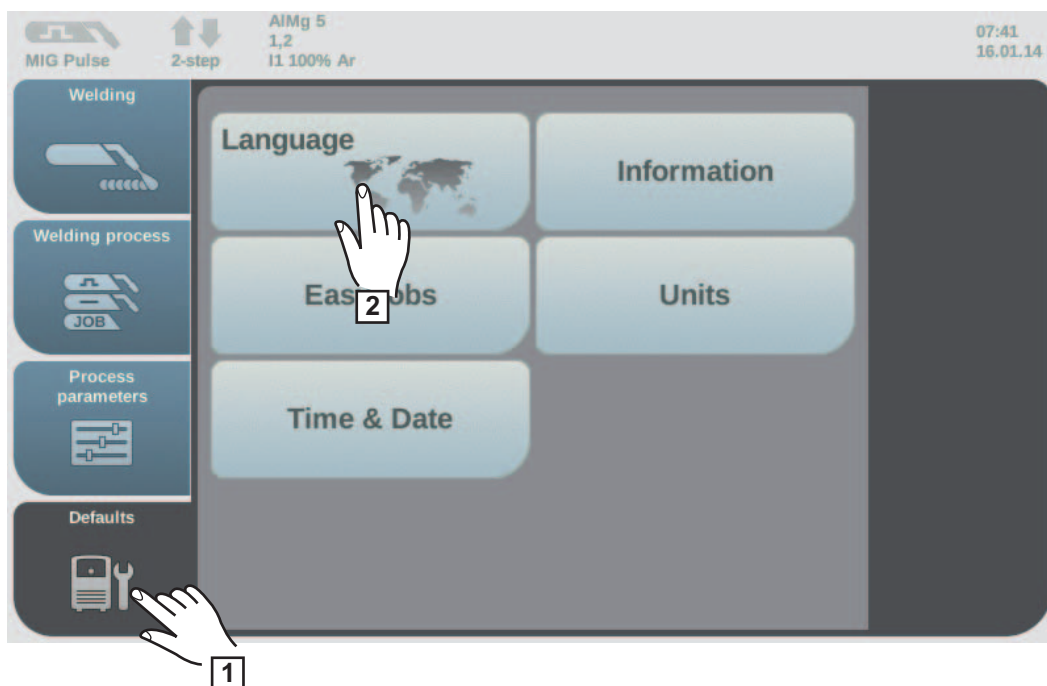 AlMg 5
1,2
I1 100% Ar
MIG Pulse
2-step
07:41
16.01.14
Welding
Welding process
JOB
Process
parameters
Defaults
Language
Information
Units
Time & Date
2
1